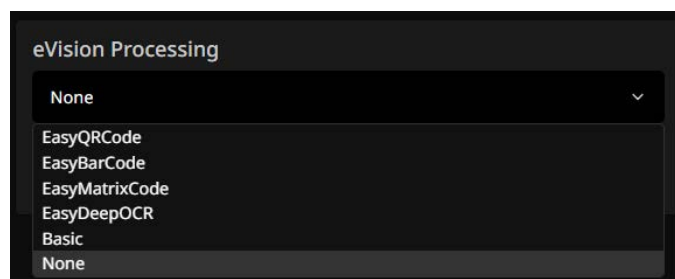 eVision Processing
None
EasyQRCode
EasyBarCode
EasyMatrixCode
EasyDeepOCR
Basic
None